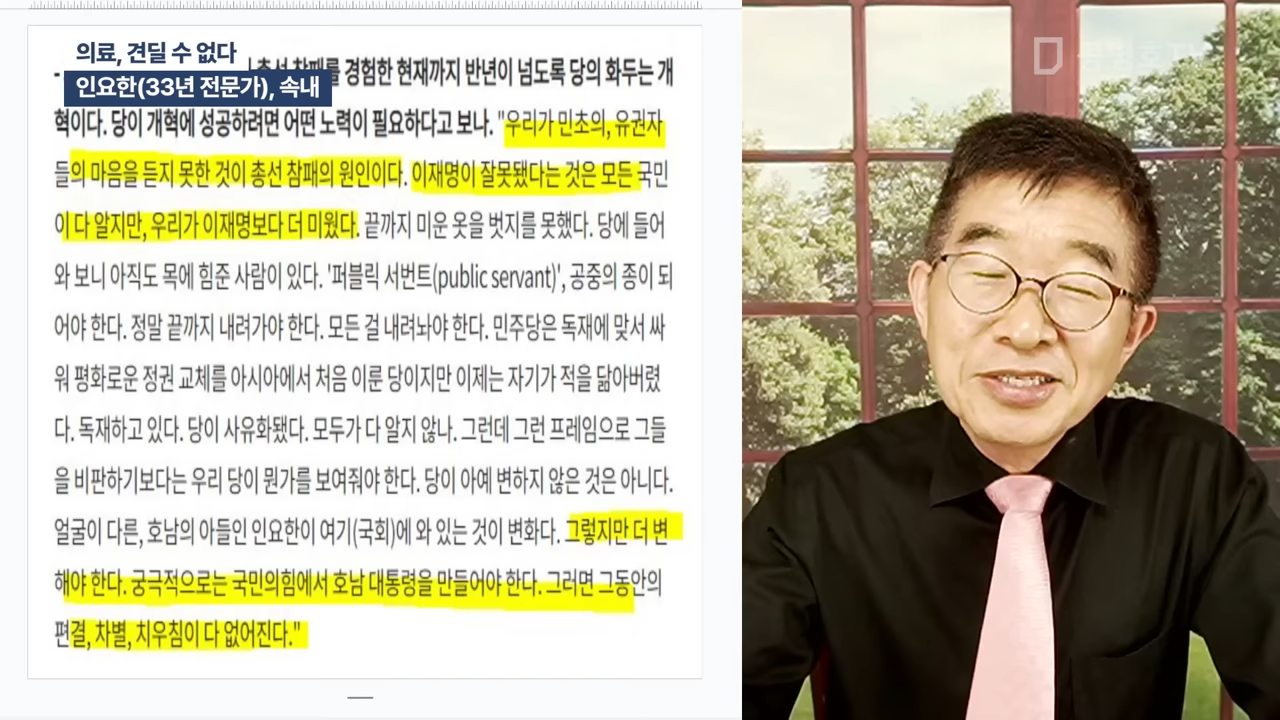 의료, 견딜 수 없다
인요한(33년 전문가), 속내
총선 참패를 경험한 현재까지 반년이 넘도록 당의 화두는 개
혁이다. 당이 개혁에 성공하려면 어떤 노력이 필요하다고 보나. "우리가 민초의, 유권자
들의 마음을 듣지 못한 것이 총선 참패의 원인이다. 이재명이 잘못됐다는 것은 모든 국민
이 다 알지만, 우리가 이재명보다 더 미웠다. 끝까지 미운 옷을 벗지를 못했다. 당에 들어
와 보니 아직도 목에 힘준 사람이 있다. '퍼블릭 서번트(public servant)', 공중의 종이 되
어야 한다. 정말 끝까지 내려가야 한다. 모든 걸 내려놔야 한다. 민주당은 독재에 맞서 싸
워 평화로운 정권 교체를 아시아에서 처음 이룬 당이지만 이제는 자기가 적을 닮아버렸
다. 독재하고 있다. 당이 사유화됐다. 모두가 다 알지 않나. 그런데 그런 프레임으로 그들
을 비판하기보다는 우리 당이 뭔가를 보여줘야 한다. 당이 아예 변하지 않은 것은 아니다.
얼굴이 다른, 호남의 아들인 인요한이 여기(국회)에 와 있는 것이 변화다. 그렇지만 더 변
해야 한다. 궁극적으로는 국민의힘에서 호남 대통령을 만들어야 한다. 그러면 그동안의
편결, 차별, 치우침이 다 없어진다."